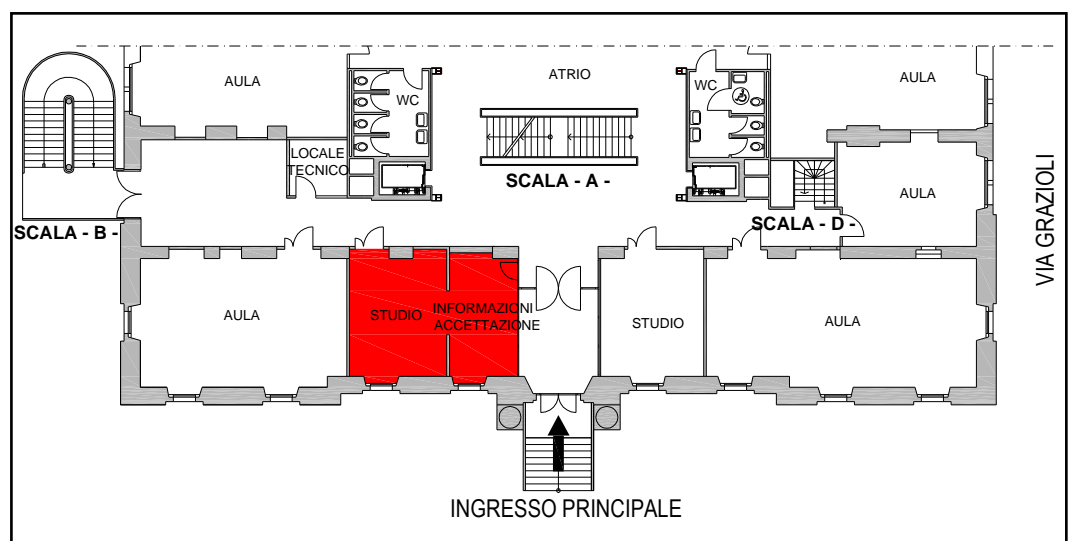 ATRIO
AULA
AULA
WC
WC
LOCALE
TECNICO
SCALA - A -
AULA
SCALA - B -
SCALA - D -
VIA GRAZIOLI
AULA
STUDIO
INFORMAZIONI
ACCETTAZIONE
STUDIO
AULA
INGRESSO PRINCIPALE